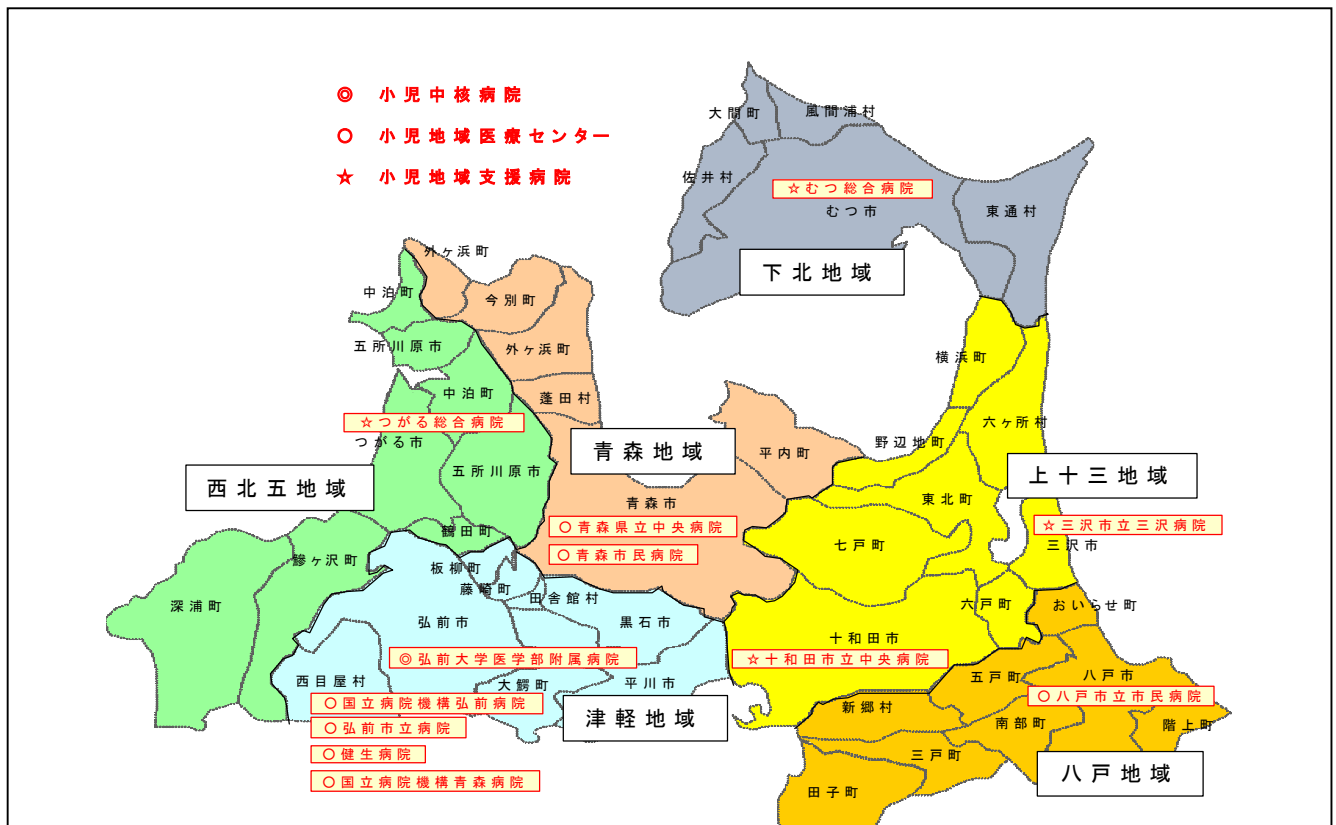 ◎ 小児中核病院
○ 小児地域医療センター
☆ 小児地域支援病院
大間町
風間浦村
佐井村
☆むつ総合病院
むつ市
東通村
下北地域
外ヶ浜町
中泊町
今別町
五所川原市
外ヶ浜町
横浜町
中泊町
蓬田村
☆つがる総合病院
つがる市
六ヶ所村
野辺地町
青森地域
平内町
五所川原市
西北五地域
上十三地域
青森市
東北町
○青森県立中央病院
☆三沢市立三沢病院
鶴田町
七戸町
三沢市
○青森市民病院
鰺ヶ沢町
板柳町
藤崎町
田舎館村
深浦町
六戸町
おいらせ町
弘前市
黒石市
十和田市
◎弘前大学医学部附属病院
☆十和田市立中央病院
西目屋村
大鰐町
平川市
五戸町
八戸市
○国立病院機構弘前病院
○八戸市立市民病院
新郷村
○弘前市立病院
津軽地域
南部町
階上町
○健生病院
三戸町
○国立病院機構青森病院
八戸地域
田子町